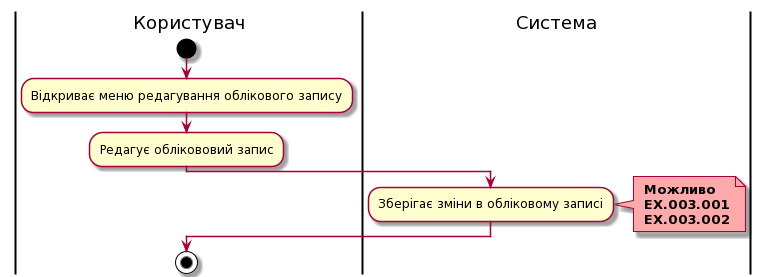 Користувач
Система
Відкриває меню редагування облікового запису
Редагує обліововий запис
Зберігає зміни в обліковому записі
Можливо
EX.003.001
EX.003.002